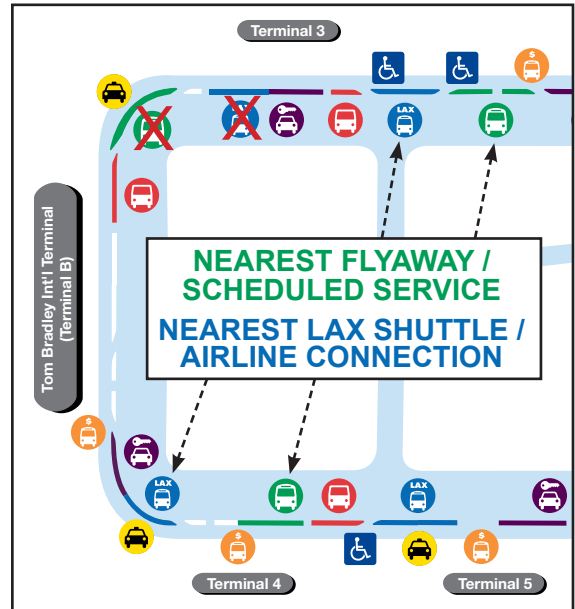 Terminal 3
$
LAX
LAX
Tom Bradley Int'l Terminal
(Terminal B)
NEAREST FLYAWAY /
SCHEDULED SERVICE
NEAREST LAX SHUTTLE /
AIRLINE CONNECTION
$
LAX
LAX
$
$
Terminal 4
Terminal 5